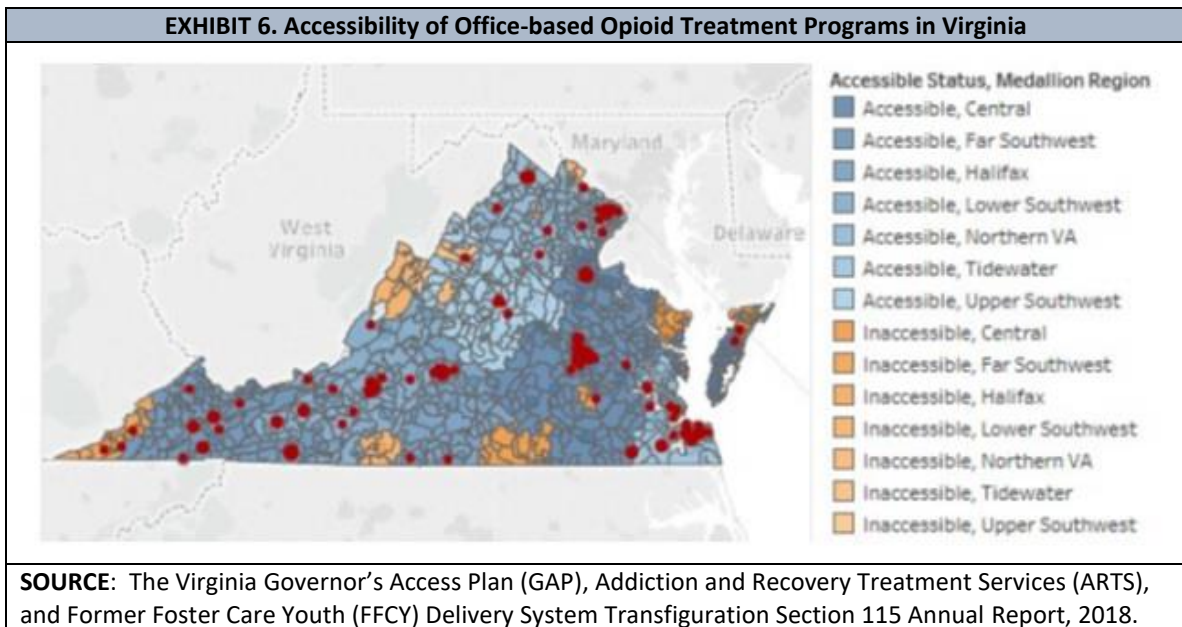 EXHIBIT 6. Accessibility of Office-based Opioid Treatment Programs in Virginia
Maryland
West
Virginia
Delaware
Accessible Status, Medallion Region
Accessible, Central
Accessible, Far Southwest
Accessible, Halifax
Accessible, Lower Southwest
Accessible, Northern VA
Accessible, Tidewater
Accessible, Upper Southwest
Inaccessible, Central
Inaccessible, Far Southwest
Inaccessible, Halifax
Inaccessible, Lower Southwest
Inaccessible, Northern VA
Inaccessible, Tidewater
Inaccessible, Upper Southwest
SOURCE: The Virginia Governor’s Access Plan (GAP), Addiction and Recovery Treatment Services (ARTS),
and Former Foster Care Youth (FFCY) Delivery System Transfiguration Section 115 Annual Report, 2018.